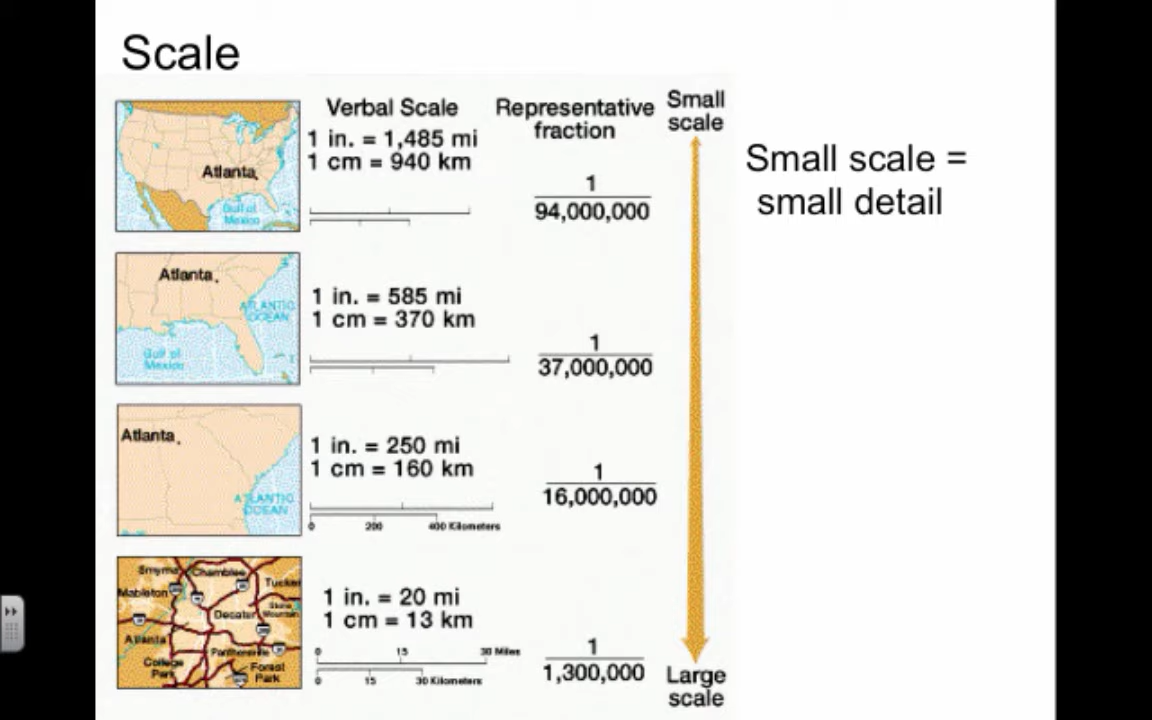 Scale
Verbal Scale
Representative
fraction
Small
scale
Small scale =
small detail
Atlanta
Gulf of
Mexico
1 in. = 1,485 mi
1 cm = 940 km
1
94,000,000
Atlanta
ATLANTIC
OCEAN
Gulf of
Mexico
1 in. = 585 mi
1 cm = 370 km
1
37,000,000
Atlanta
ATLANTIC
OCEAN
1 in. = 250 mi
1 cm = 160 km
0 200 400 Kilometers
1
16,000,000
Smyrna Chamblee
Tucker
Mableton
Decater Stone
Mountain
Atlanta
Panthersville
College
Park
Forest
Park
1 in. = 20 mi
1 cm = 13 km
0 15 30 Miles
0 15 30 Kilometers
1
1,300,000
Large
scale